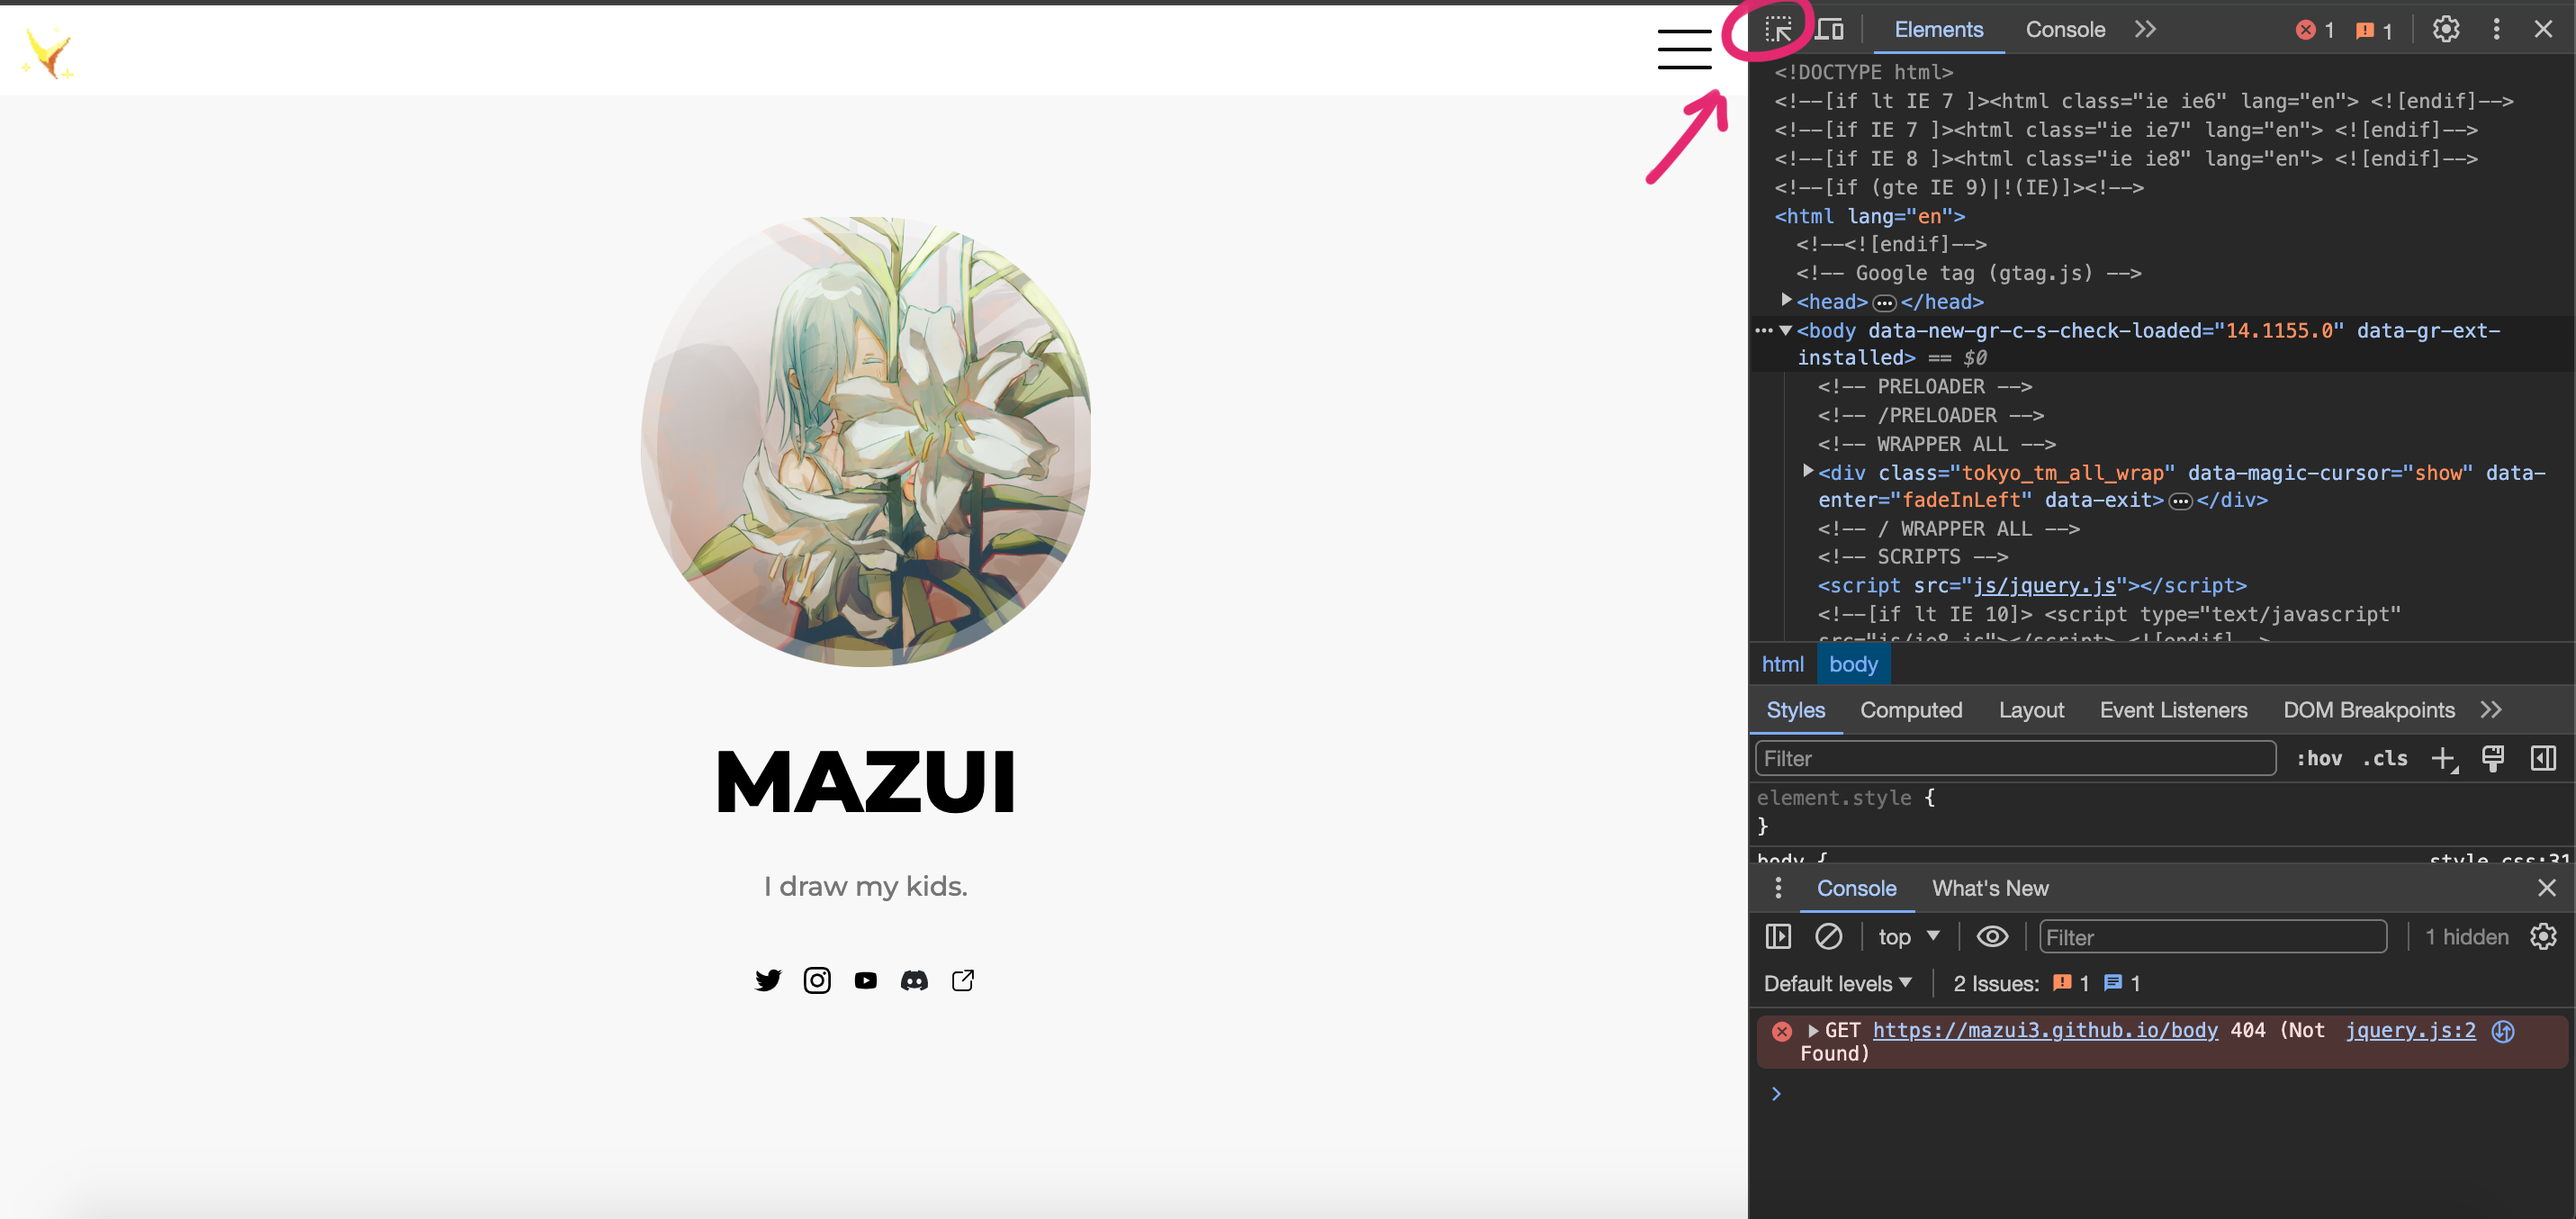 Elements Console 1 1
<!DOCTYPE html>
<!--[if lt IE 7 ]><html class="ie ie6" lang="en"> <![endif]-->
<!--[if IE 7 ]><html class="ie ie7" lang="en"> <![endif]-->
<!--[if IE 8 ]><html class="ie ie8" lang="en"> <![endif]-->
<!--[if (gte IE 9)|!(IE)]><!-->
<html lang="en">
<!--<![endif]-->
<!-- Google tag (gtag.js) -->
<head>…</head>
<body data-new-gr-c-s-check-loaded="14.1155.0" data-gr-ext-
installed> == $0
<!-- PRELOADER -->
<!-- /PRELOADER -->
<!-- WRAPPER ALL -->
<div class="tokyo_tm_all_wrap" data-magic-cursor="show" data-
enter="fadeInLeft" data-exit>…</div>
<!-- / WRAPPER ALL -->
<!-- SCRIPTS -->
<script src="js/jquery.js"></script>
<!--[if lt IE 10]> <script type="text/javascript"
src="js/ie8.js"></script> <![endif]-->
html body
Styles Computed Layout Event Listeners DOM Breakpoints
Filter :hov .cls
element.style {
}
body { style.css:31
Console What's New
top Filter 1 hidden
Default levels 2 Issues: 1 1
GET https://mazui3.github.io/body 404 (Not jquery.js:2
Found)
MAZUI
I draw my kids.